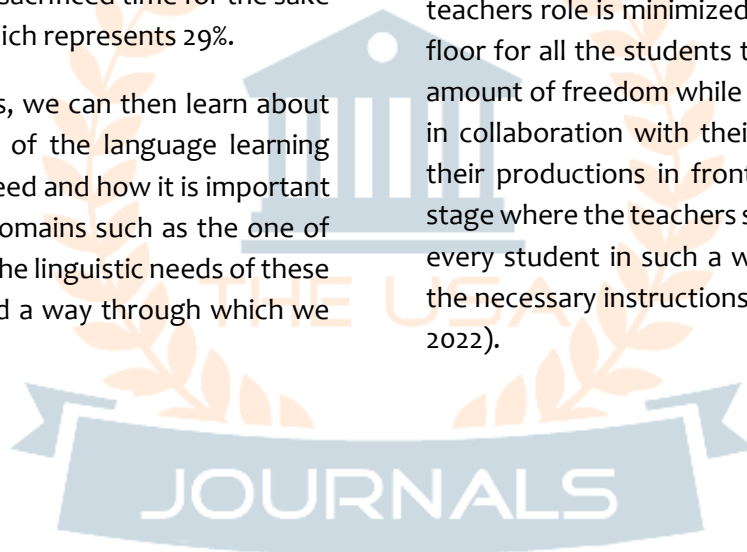 sacrificed time for the sake
which represents 29%.
s, we can then learn about
of the language learning
eed and how it is important
omains such as the one of
he linguistic needs of these
d a way through which we
teachers role is minimized
floor for all the students t
amount of freedom while
in collaboration with thei
their productions in front
stage where the teachers s
every student in such a w
the necessary instructions
2022).
THE USA
JOURNALS